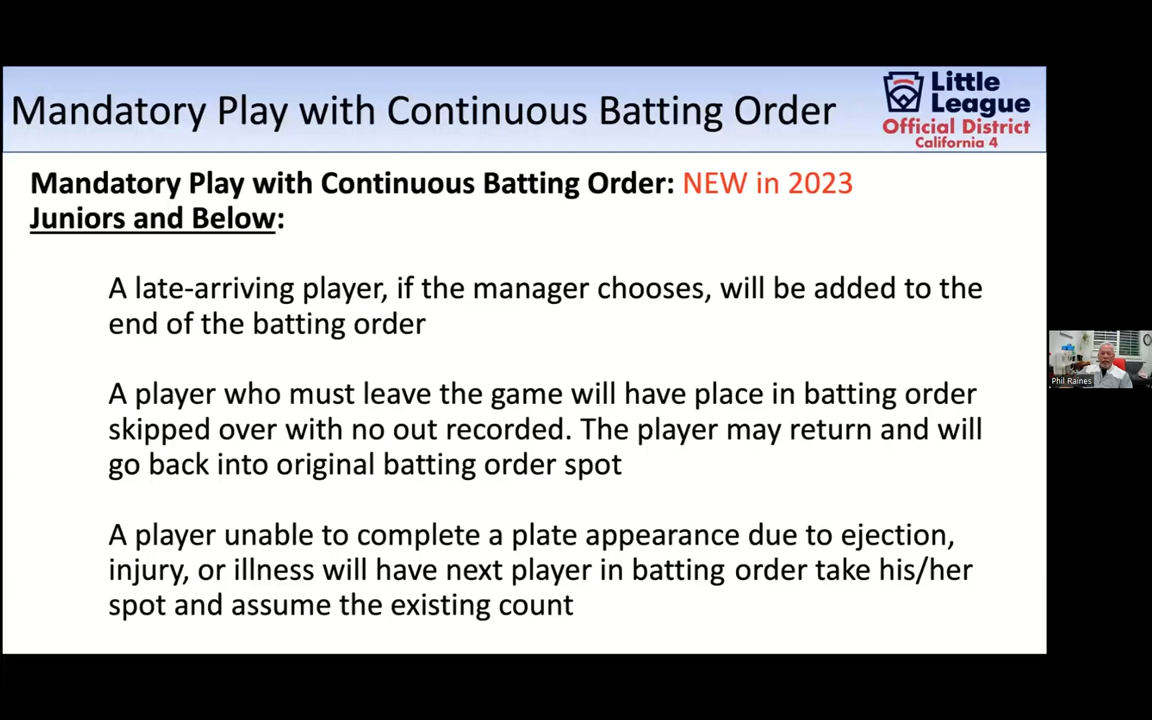 Mandatory Play with Continuous Batting Order
Little
League
Official District
California 4
Mandatory Play with Continuous Batting Order: NEW in 2023
Juniors and Below:
A late-arriving player, if the manager chooses, will be added to the
end of the batting order
A player who must leave the game will have place in batting order
skipped over with no out recorded. The player may return and will
go back into original batting order spot
A player unable to complete a plate appearance due to ejection,
injury, or illness will have next player in batting order take his/her
spot and assume the existing count
Phil Raines